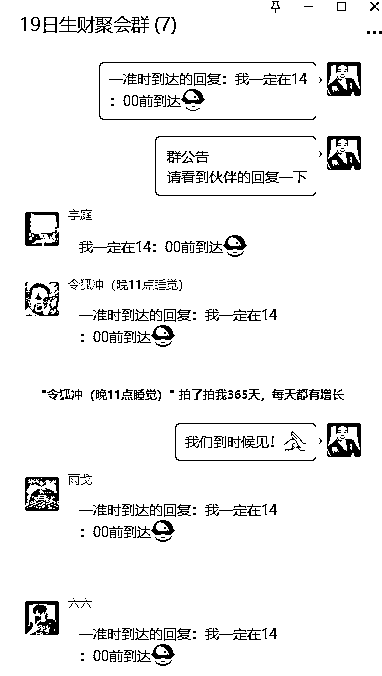 19日生财聚会群 (7)
一准时到达的回复：我一定在14
：00前到达
群公告
请看到伙伴的回复一下
宇庭
我一定在14：00前到达
令狐冲（晚11点睡觉）
一准时到达的回复：我一定在14
：00前到达
"令狐冲（晚11点睡觉）" 拍了拍我365天，每天都有增长
我们到时候见！
雨戈
一准时到达的回复：我一定在14
：00前到达
六六
一准时到达的回复：我一定在14
：00前到达